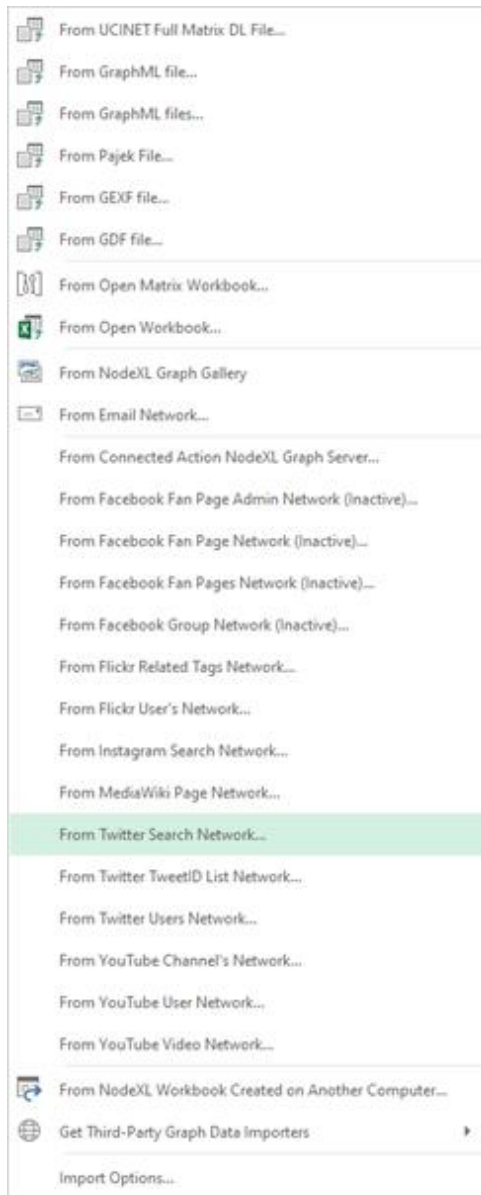 From UCINET Full Matrix DL File...
From GraphML file...
From GraphML files...
From Pajek File...
From GEXF file...
From GDF file...
From Open Matrix Workbook...
From Open Workbook...
From NodeXL Graph Gallery
From Email Network...
From Connected Action NodeXL Graph Server...
From Facebook Fan Page Admin Network (Inactive)...
From Facebook Fan Page Network (Inactive)...
From Facebook Fan Pages Network (Inactive)...
From Facebook Group Network (Inactive)...
From Flickr Related Tags Network...
From Flickr User's Network...
From Instagram Search Network...
From MediaWiki Page Network...
From Twitter Search Network...
From Twitter TweetID List Network...
From Twitter Users Network...
From YouTube Channel's Network...
From YouTube User Network...
From YouTube Video Network...
From NodeXL Workbook Created on Another Computer...
Get Third-Party Graph Data Importers
Import Options...